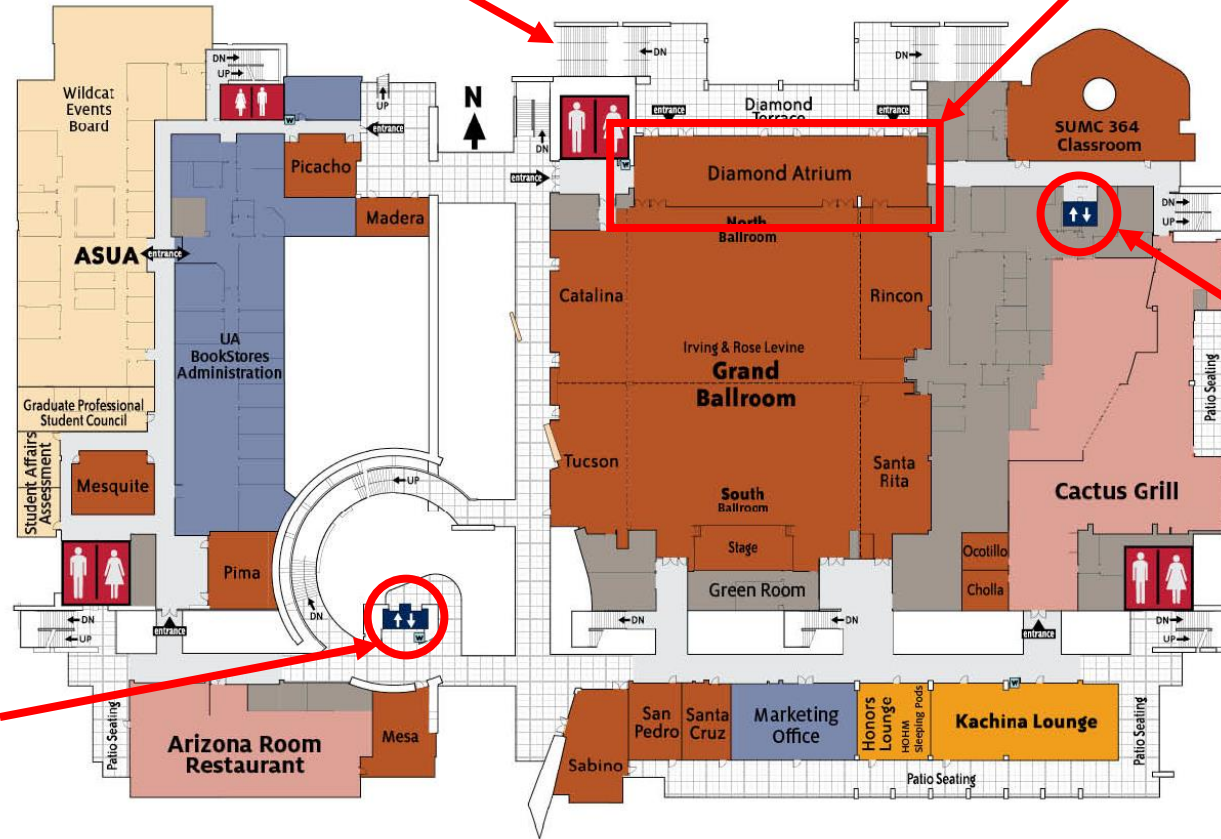 Wildcat
Events
Board
DN
UP
UP
entrance
Picacho
Madera
N
DN
DN
entrance
entrance
Diamond
Terrace
entrance
DN
SUMC 364
Classroom
Diamond Atrium
North
Ballroom
DN
UP
ASUA
entrance
UA
BookStores
Administration
Catalina
Rincon
Irving & Rose Levine
Grand
Ballroom
Patio Seating
Graduate Professional
Student Council
Student Affairs
Assessment
Mesquite
UP
Tucson
Santa
Rita
South
Ballroom
Cactus Grill
Stage
Green Room
Ocotillo
Cholla
Pima
DN
W
W
W
W
DN
UP
entrance
DN
DN
entrance
DN
UP
Patio Seating
Arizona Room
Restaurant
Mesa
Sabino
San
Pedro
Santa
Cruz
Marketing
Office
Honors
Lounge
HOHM
Sleeping Pods
Kachina Lounge
Patio Seating
Patio Seating